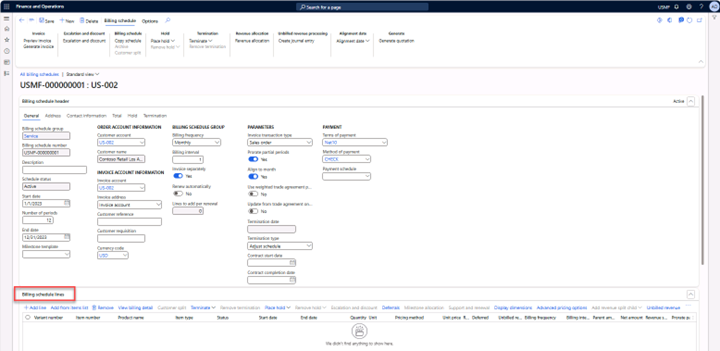 Finance and Operations
Search for a page
USMF
Save
New
Delete
Billing schedule
Options
Invoice
Preview invoice
Generate invoice
Escalation and discount
Escalation and discount
Billing schedule
Copy schedule
Archive
Customer split
Hold
Place hold
Remove hold
Termination
Terminate
Remove termination
Revenue allocation
Revenue allocation
Unbilled revenue processing
Create journal entry
Alignment date
Alignment date
Generate
Generate quotation
All billing schedules | Standard view
USMF-000000001 : US-002
Billing schedule header
Active
General
Address
Contact information
Total
Hold
Termination
Billing schedule group
Service
Billing schedule number
USMF-000000001
Description
Schedule status
Active
Start date
1/1/2023
Number of periods
12
End date
12/31/2023
Milestone template
ORDER ACCOUNT INFORMATION
Customer account
US-002
Customer name
Contoso Retail Los A...
INVOICE ACCOUNT INFORMATION
Invoice account
US-002
Invoice address
Invoice account
Customer reference
Customer requisition
Currency code
USD
BILLING SCHEDULE GROUP
Billing frequency
Monthly
Billing interval
1
Invoice separately
Yes
Renew automatically
No
Lines to add per renewal
0
PARAMETERS
Invoice transaction type
Sales order
Prorate partial periods
Yes
Align to month
Yes
Use weighted trade agreement p...
No
Update from trade agreement on...
No
Termination date
Termination type
Adjust schedule
Contract start date
Contract completion date
PAYMENT
Terms of payment
Net10
Method of payment
CHECK
Payment schedule
Billing schedule lines
Add line
Add from items list
Remove
View billing detail
Customer split
Terminate
Remove termination
Place hold
Remove hold
Escalation and discount
Deferrals
Inheritance allocation
Support and renewal
Display dimensions
Advanced pricing options
Add revenue split child
Unbilled revenue
Variant number
Item number
Product name
Item type
Status
Start date
End date
Quantity
Unit
Pricing method
Unit price
Deferred
Unbilled re...
Billing frequency
Billing inte...
Parent am...
Net amount
Revenue s...
Prorate pa
We didn't find anything to show here.